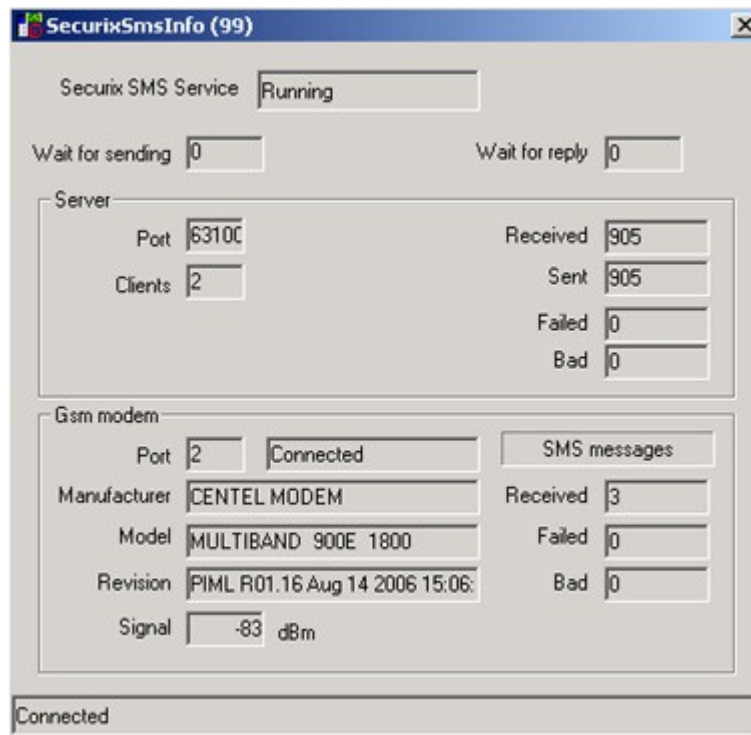 SecurixSmsInfo (99)
Securix SMS Service Running
Wait for sending 0 Wait for reply 0
Server
Port 63100 Received 905
Clients 2 Sent 905
Failed 0
Bad 0
Gsm modem
Port 2 Connected SMS messages
Manufacturer CENTEL MODEM Received 3
Model MULTIBAND 900E 1800 Failed 0
Revision PIML R01.16 Aug 14 2006 15:06: Bad 0
Signal -83 dBm
Connected